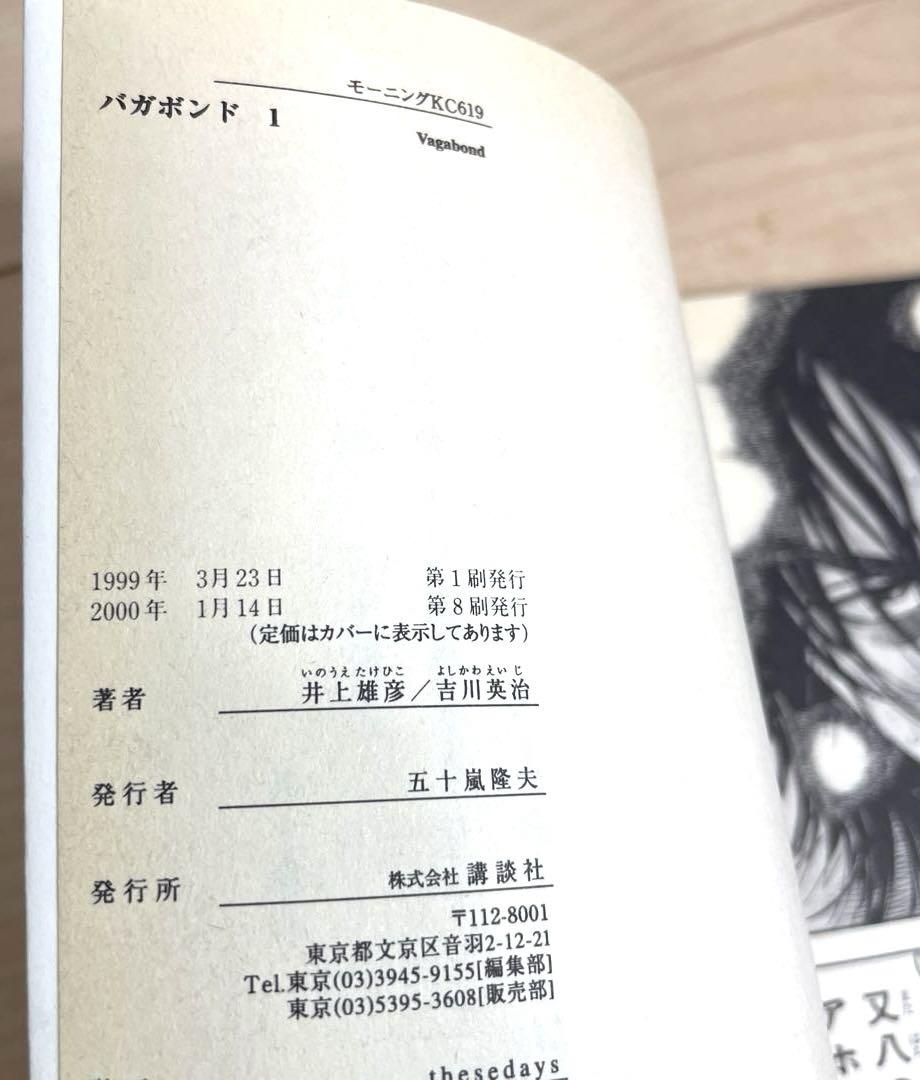 モーニングKC619
バガボンド 1
Vagabond
1999年 3月23日 第1刷発行
2000年 1月14日 第8刷発行
(定価はカバーに表示してあります)
いのうえたけひこ よしかわえいじ
著者 井上雄彦／吉川英治
発行者 五十嵐隆夫
発行所 株式会社 講談社
〒112-8001
東京都文京区音羽2-12-21
Tel.東京(03)3945-9155[編集部]
東京(03)5395-3608[販売部]
thesedays
又八
ア
ホ